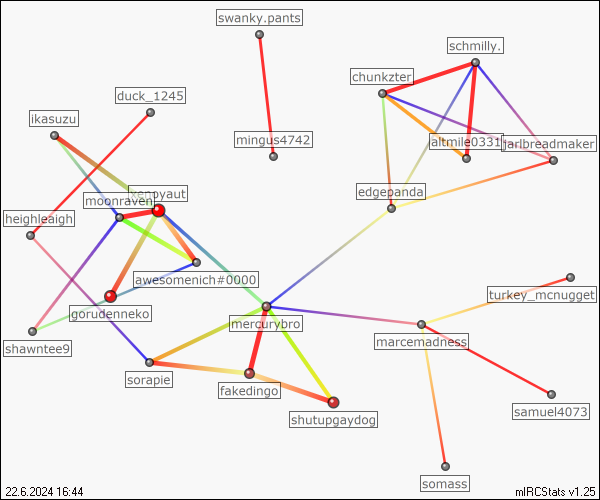 swanky.pants
schmilly.
chunkzter
duck_1245
ikasuzu
mingus4742
altmile0331
jarlbreadmaker
xenoyaut
edgepanda
moonraven
heighleaigh
awesomenich#0000
turkey_mcnugget
gorudenneko
mercurybro
marcemadness
shawntee9
sorapie
fakedingo
samuel4073
shutupgaydog
somass
22.6.2024 16:44
mIRCStats v1.25